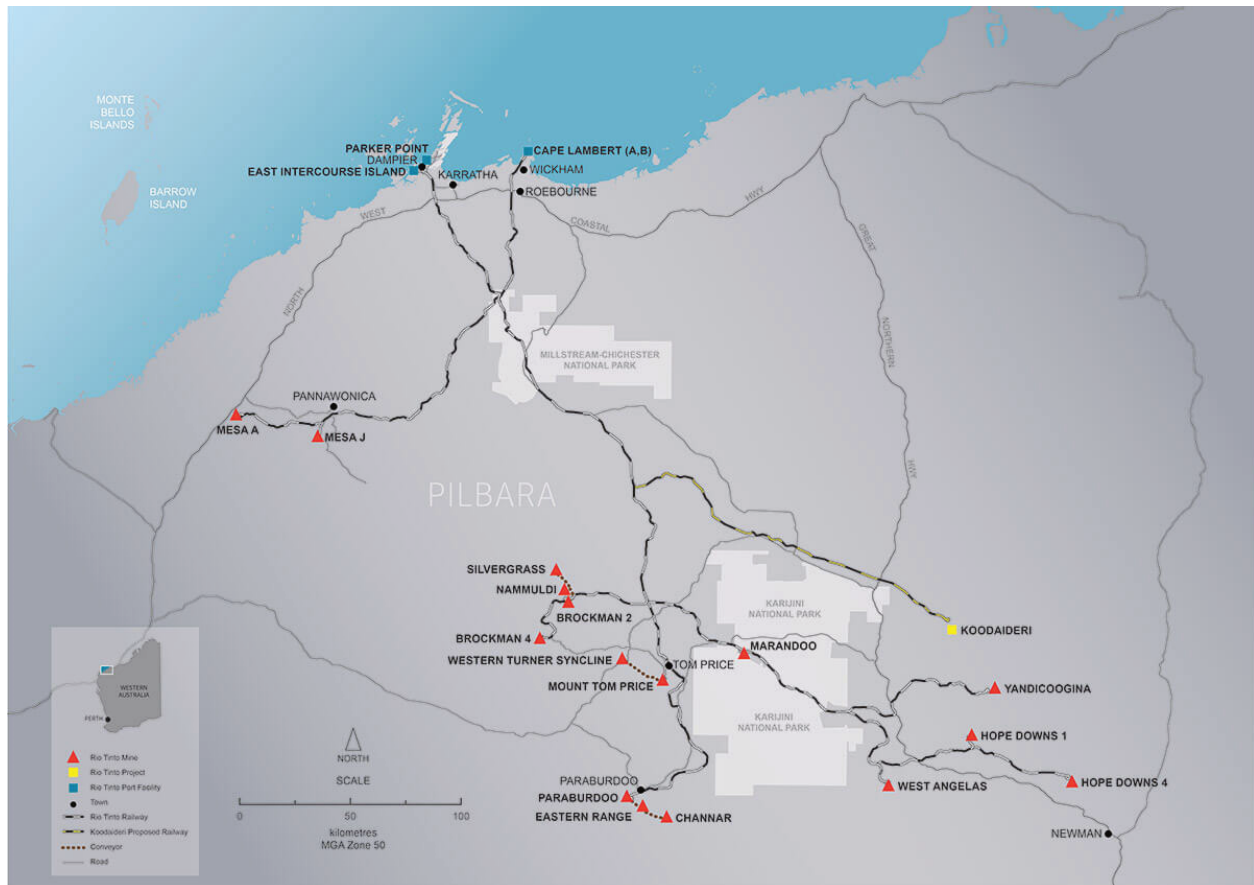 MONTE
BELLO
ISLANDS
BARROW
ISLAND
PARKER POINT
DAMPIER
EAST INTERCOURSE ISLAND
KARRATHA
CAPE LAMBERT (A,B)
WICKHAM
ROEBOURNE
NORTH
WEST
COASTAL
HWY
GREAT
NORTHERN
HWY
MILLSTREAM-CHICHESTER
NATIONAL PARK
PANNAWONICA
MESA A
MESA J
PILBARA
SILVERGRASS
NAMMULDI
BROCKMAN 2
BROCKMAN 4
WESTERN TURNER SYNCLINE
MOUNT TOM PRICE
TOM PRICE
KARIJINI
NATIONAL PARK
MARANDOO
KOODAIDERI
YANDICOOGINA
KARIJINI
NATIONAL PARK
HOPE DOWNS 1
HOPE DOWNS 4
WEST ANGELAS
PARABURDOO
PARABURDOO
EASTERN RANGE
CHANNAR
NEWMAN
WESTERN
AUSTRALIA
PERTH
Rio Tinto Mine
Rio Tinto Project
Rio Tinto Port Facility
Town
Rio Tinto Railway
Koodaideri Proposed Railway
Conveyor
Road
NORTH
SCALE
0 50 100
kilometres
MGA Zone 50